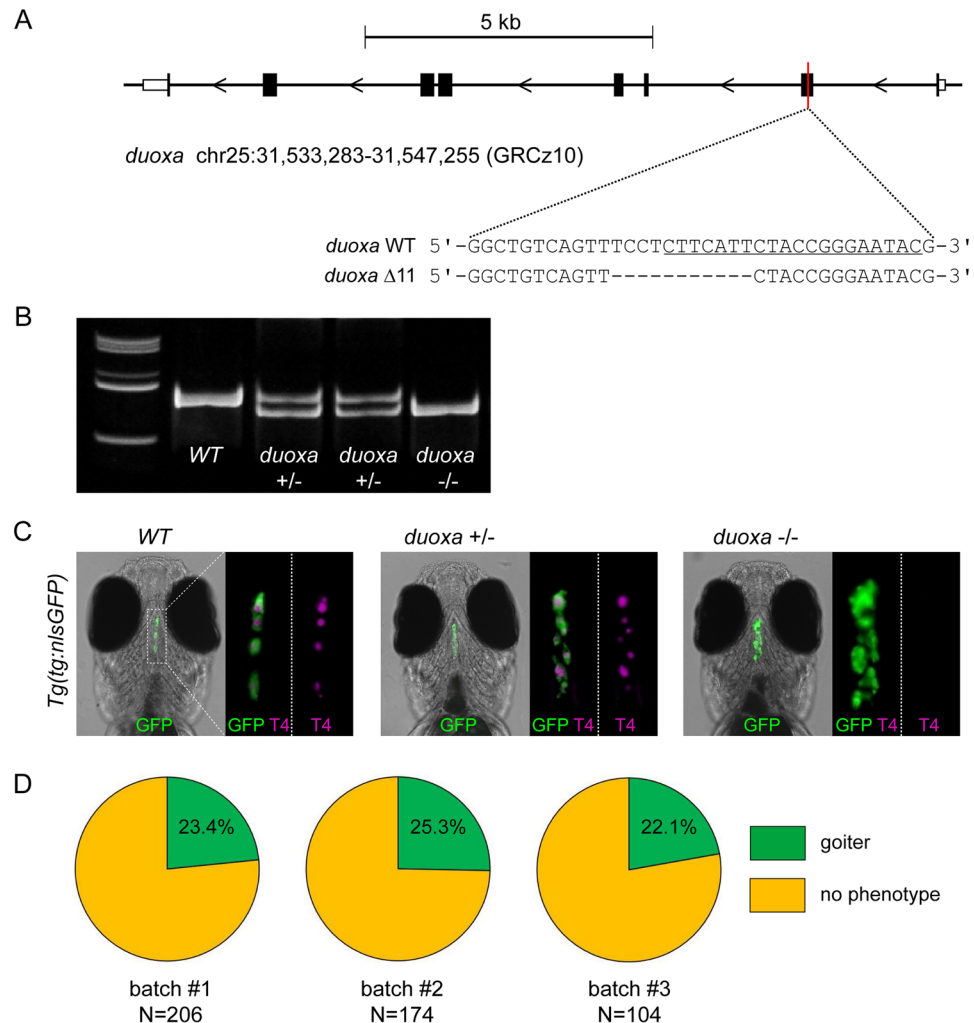 A
5 kb
duoxa chr25:31,533,283-31,547,255 (GRCz10)
duoxa WT 5'-GGCTGTCAGTTTCCTCTTCATTCTACCGGGAATACG-3'
duoxa Δ11 5'-GGCTGTCAGTT-----------CTACCGGGAATACG-3'
B
WT duoxa duoxa duoxa
+/- +/- -/-
C
WT duoxa +/- duoxa -/-
Tg(tg:nlsGFP)
GFP GFP T4 T4 GFP GFP T4 T4 GFP GFP T4 T4
D
23.4% 25.3% 22.1%
goiter
no phenotype
batch #1 batch #2 batch #3
N=206 N=174 N=104